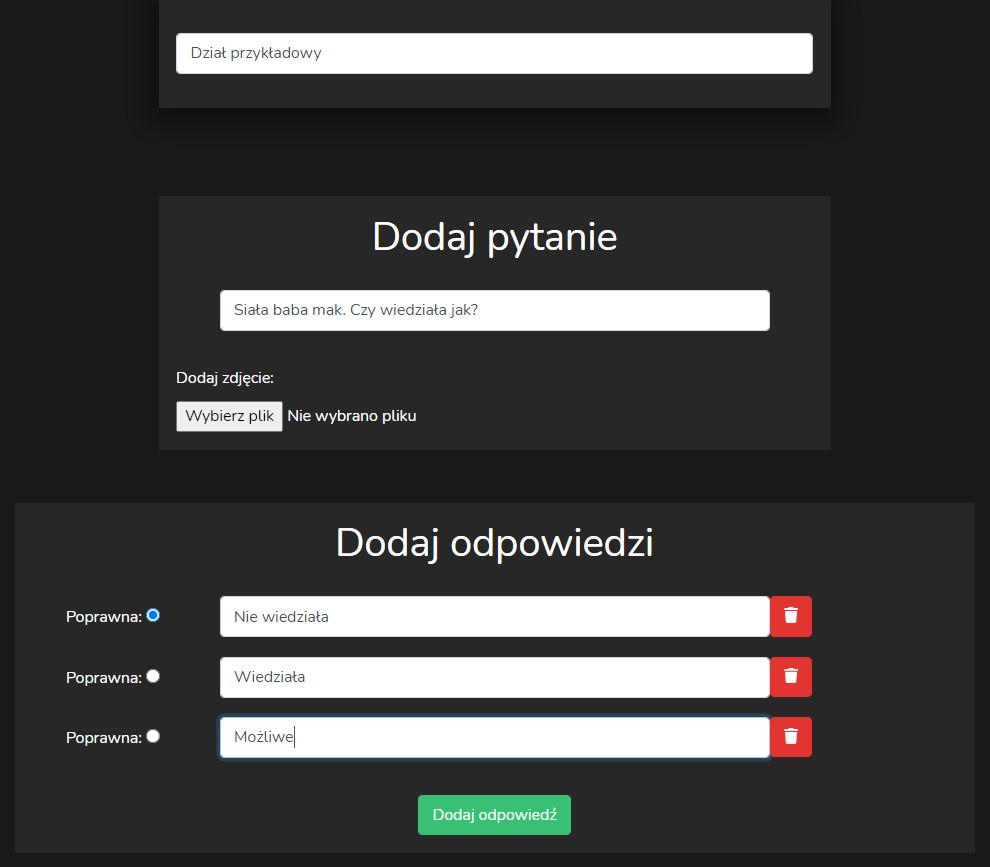 Dział przykładowy
Dodaj pytanie
Siała baba mak. Czy wiedziała jak?
Dodaj zdjęcie:
Wybierz plik Nie wybrano pliku
Dodaj odpowiedzi
Poprawna: Nie wiedziała
Poprawna: Wiedziała
Poprawna: Możliwe
Dodaj odpowiedź